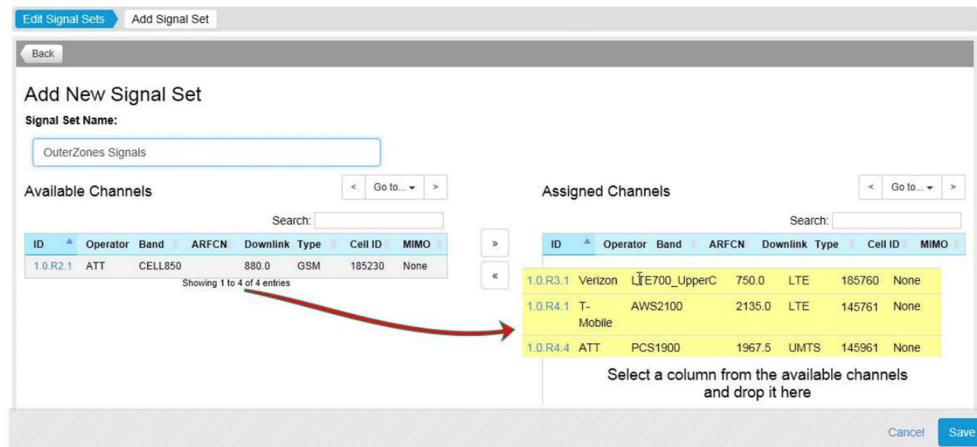 Edit Signal Sets Add Signal Set
Back
Add New Signal Set
Signal Set Name:
OuterZones Signals
Available Channels
< Go to... >
Search:
ID Operator Band ARFCN Downlink Type Cell ID MIMO
1.0.R2.1 ATT CELL850 880.0 GSM 185230 None
Showing 1 to 4 of 4 entries
»
«
Assigned Channels
< Go to... >
Search:
ID Operator Band ARFCN Downlink Type Cell ID MIMO
1.0.R3.1 Verizon LTE700_UpperC 750.0 LTE 185760 None
1.0.R4.1 T-Mobile AWS2100 2135.0 LTE 145761 None
1.0.R4.4 ATT PCS1900 1967.5 UMTS 145961 None
Select a column from the available channels
and drop it here
Cancel Save